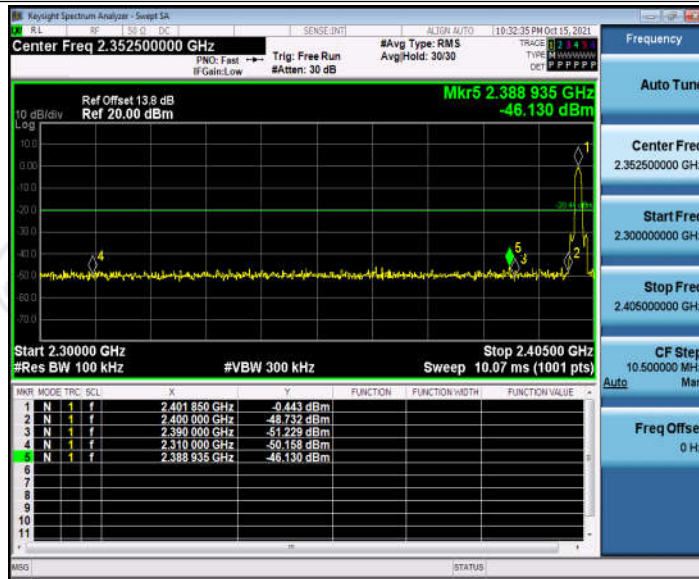 Keysight Spectrum Analyzer - Swept SA
RL RF 50 Ω DC SENSE:INT ALIGN AUTO 10:32:35 PM Oct 15, 2021
Center Freq 2.352500000 GHz
PNO: Fast
IFGain:Low
Trig: Free Run
#Atten: 30 dB
#Avg Type: RMS
Avg|Hold: 30/30
TRACE 1 2 3 4 5 6
TYPE M W W W W W
DET P P P P P P
Ref Offset 13.8 dB
Ref 20.00 dBm
10 dB/div
Log
Mkr5 2.388 935 GHz
-46.130 dBm
10.0
0.00
-10.0
-20.0
-30.0
-40.0
-50.0
-60.0
-70.0
1
2
3
4
5
Start 2.30000 GHz Stop 2.40500 GHz
#Res BW 100 kHz #VBW 300 kHz Sweep 10.07 ms (1001 pts)
MKR MODE TRC SCL X Y FUNCTION FUNCTION WIDTH FUNCTION VALUE
1 N 1 f 2.401 850 GHz -0.443 dBm
2 N 1 f 2.400 000 GHz -48.732 dBm
3 N 1 f 2.390 000 GHz -51.229 dBm
4 N 1 f 2.310 000 GHz -50.158 dBm
5 N 1 f 2.388 935 GHz -46.130 dBm
6
7
8
9
10
11
MSG STATUS
Frequency
Auto Tune
Center Freq
2.352500000 GHz
Start Freq
2.300000000 GHz
Stop Freq
2.405000000 GHz
CF Step
10.500000 MHz
Auto Man
Freq Offset
0 Hz